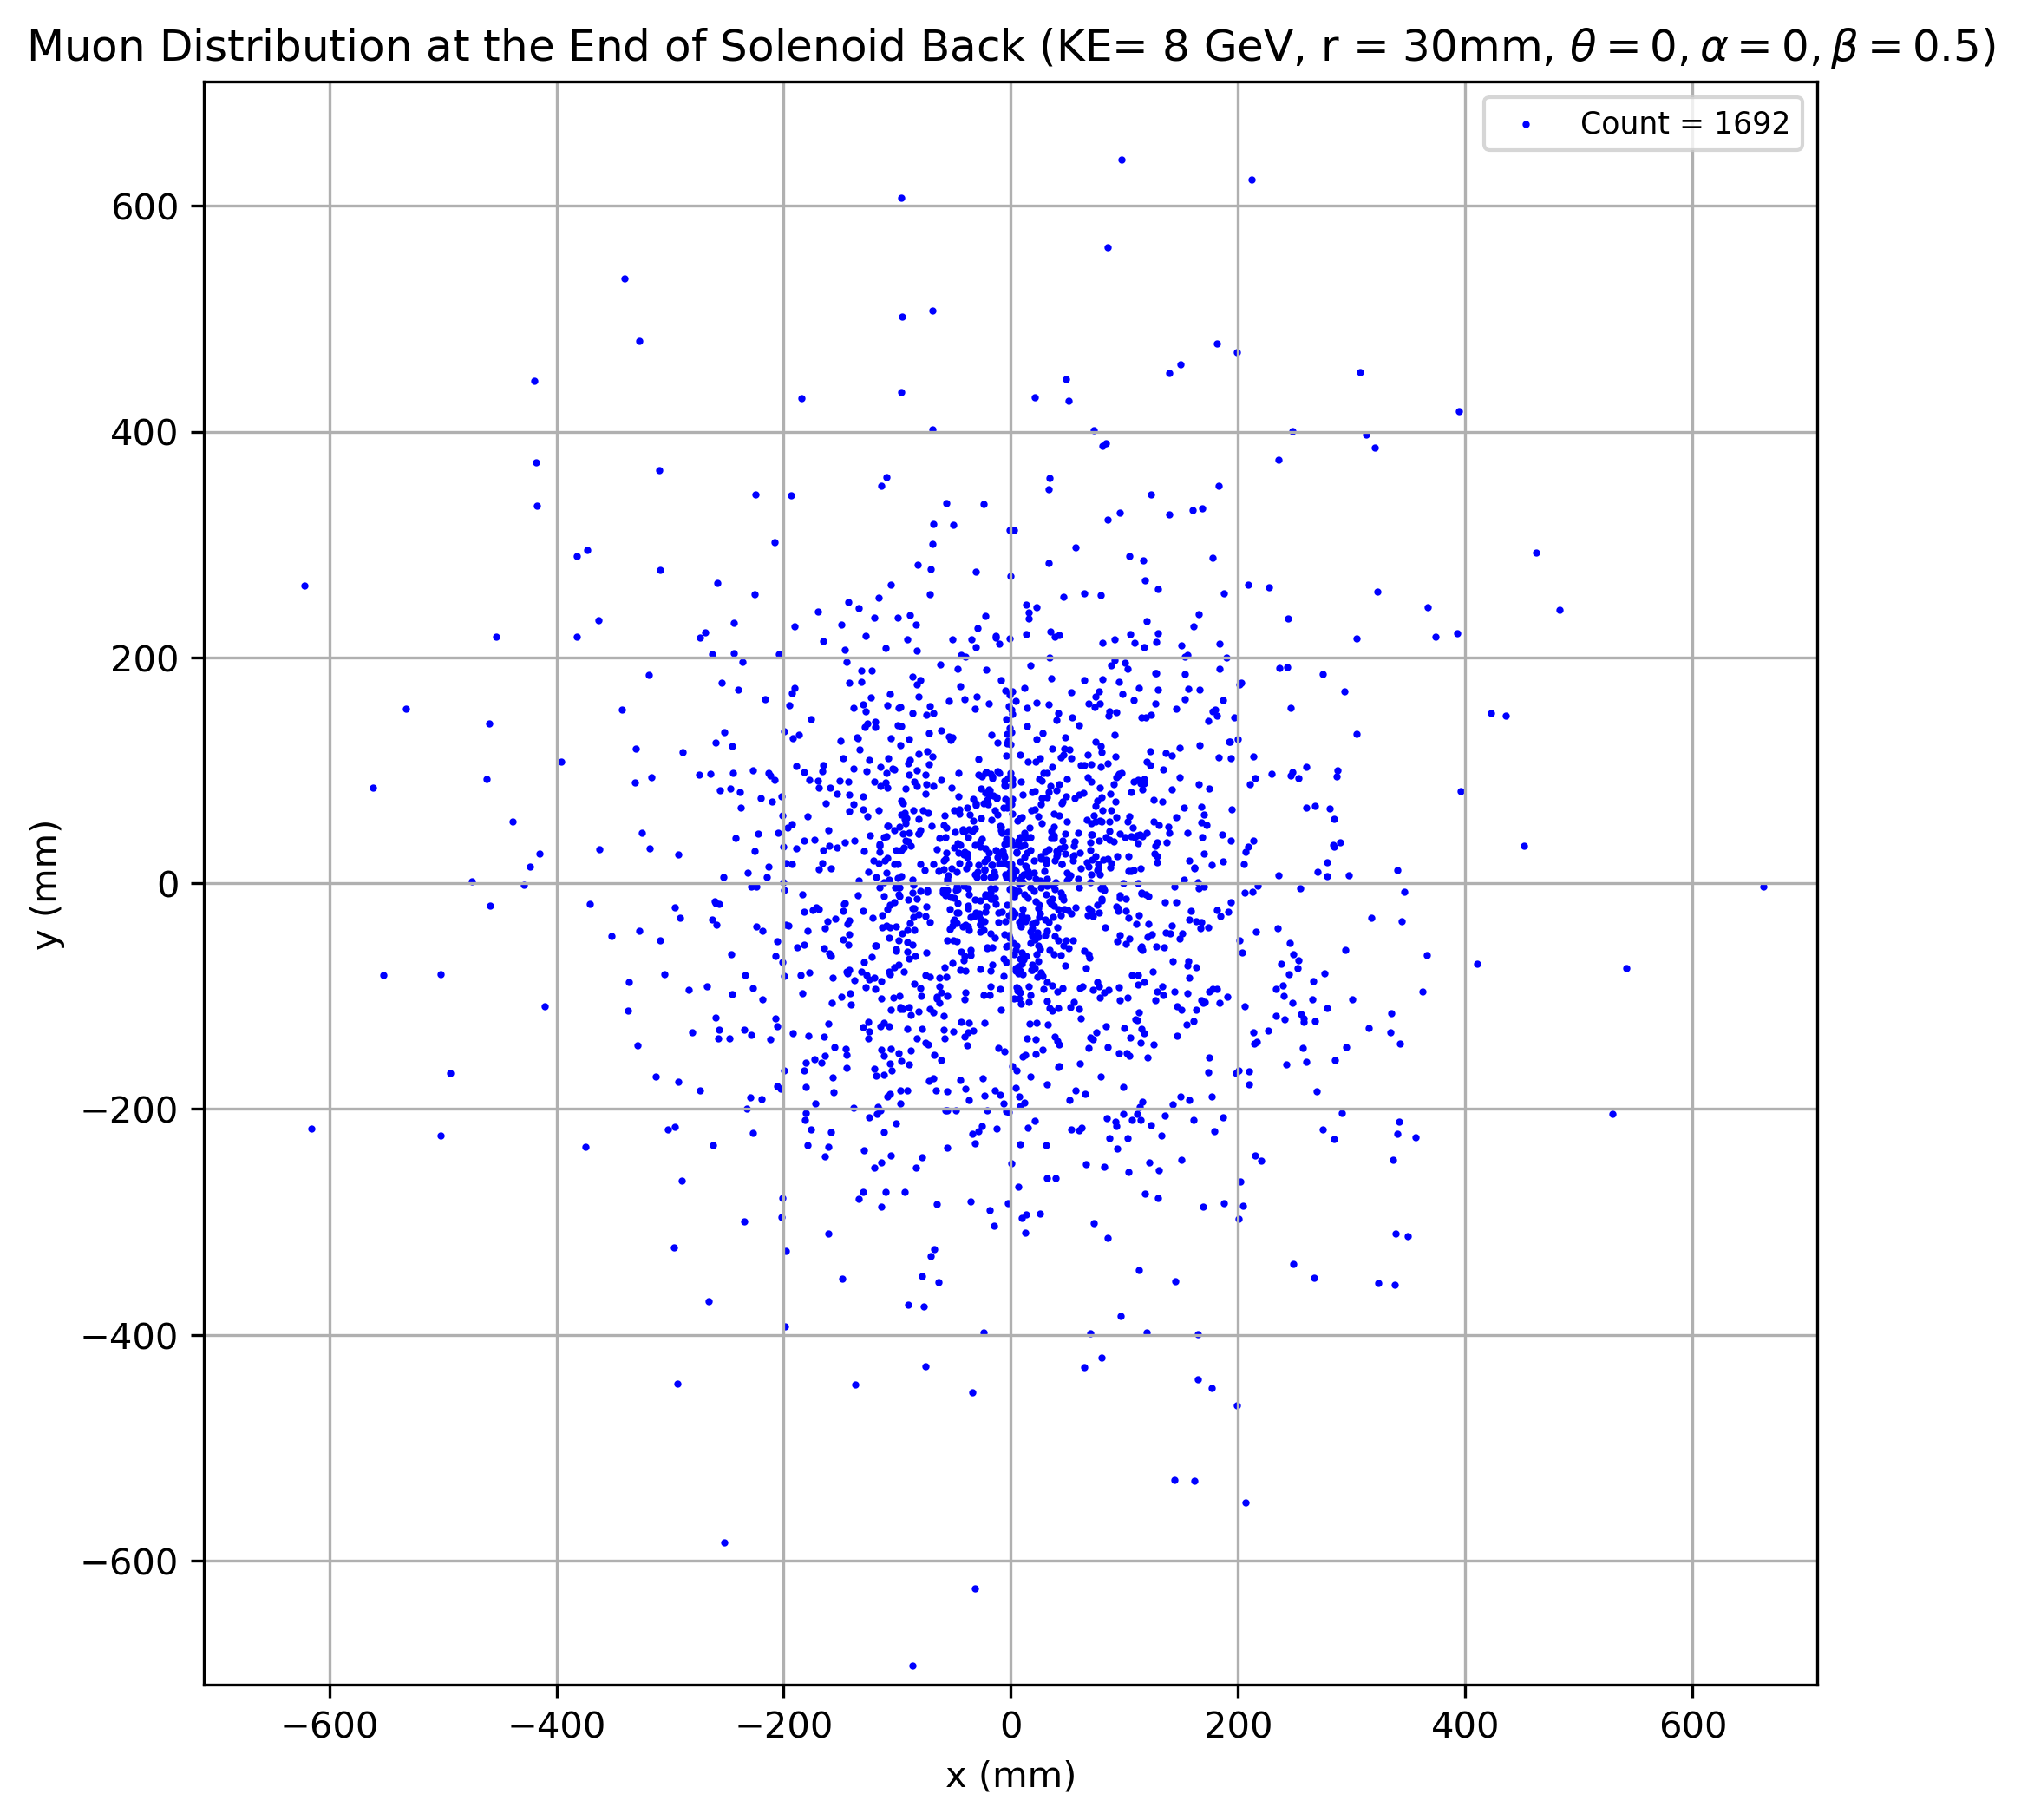 Muon Distribution at the End of Solenoid Back (KE= 8 GeV, r = 30mm, θ = 0, α = 0, β = 0.5)
Count = 1692
600
400
200
0
−200
−400
−600
y (mm)
−600 −400 −200 0 200 400 600
x (mm)